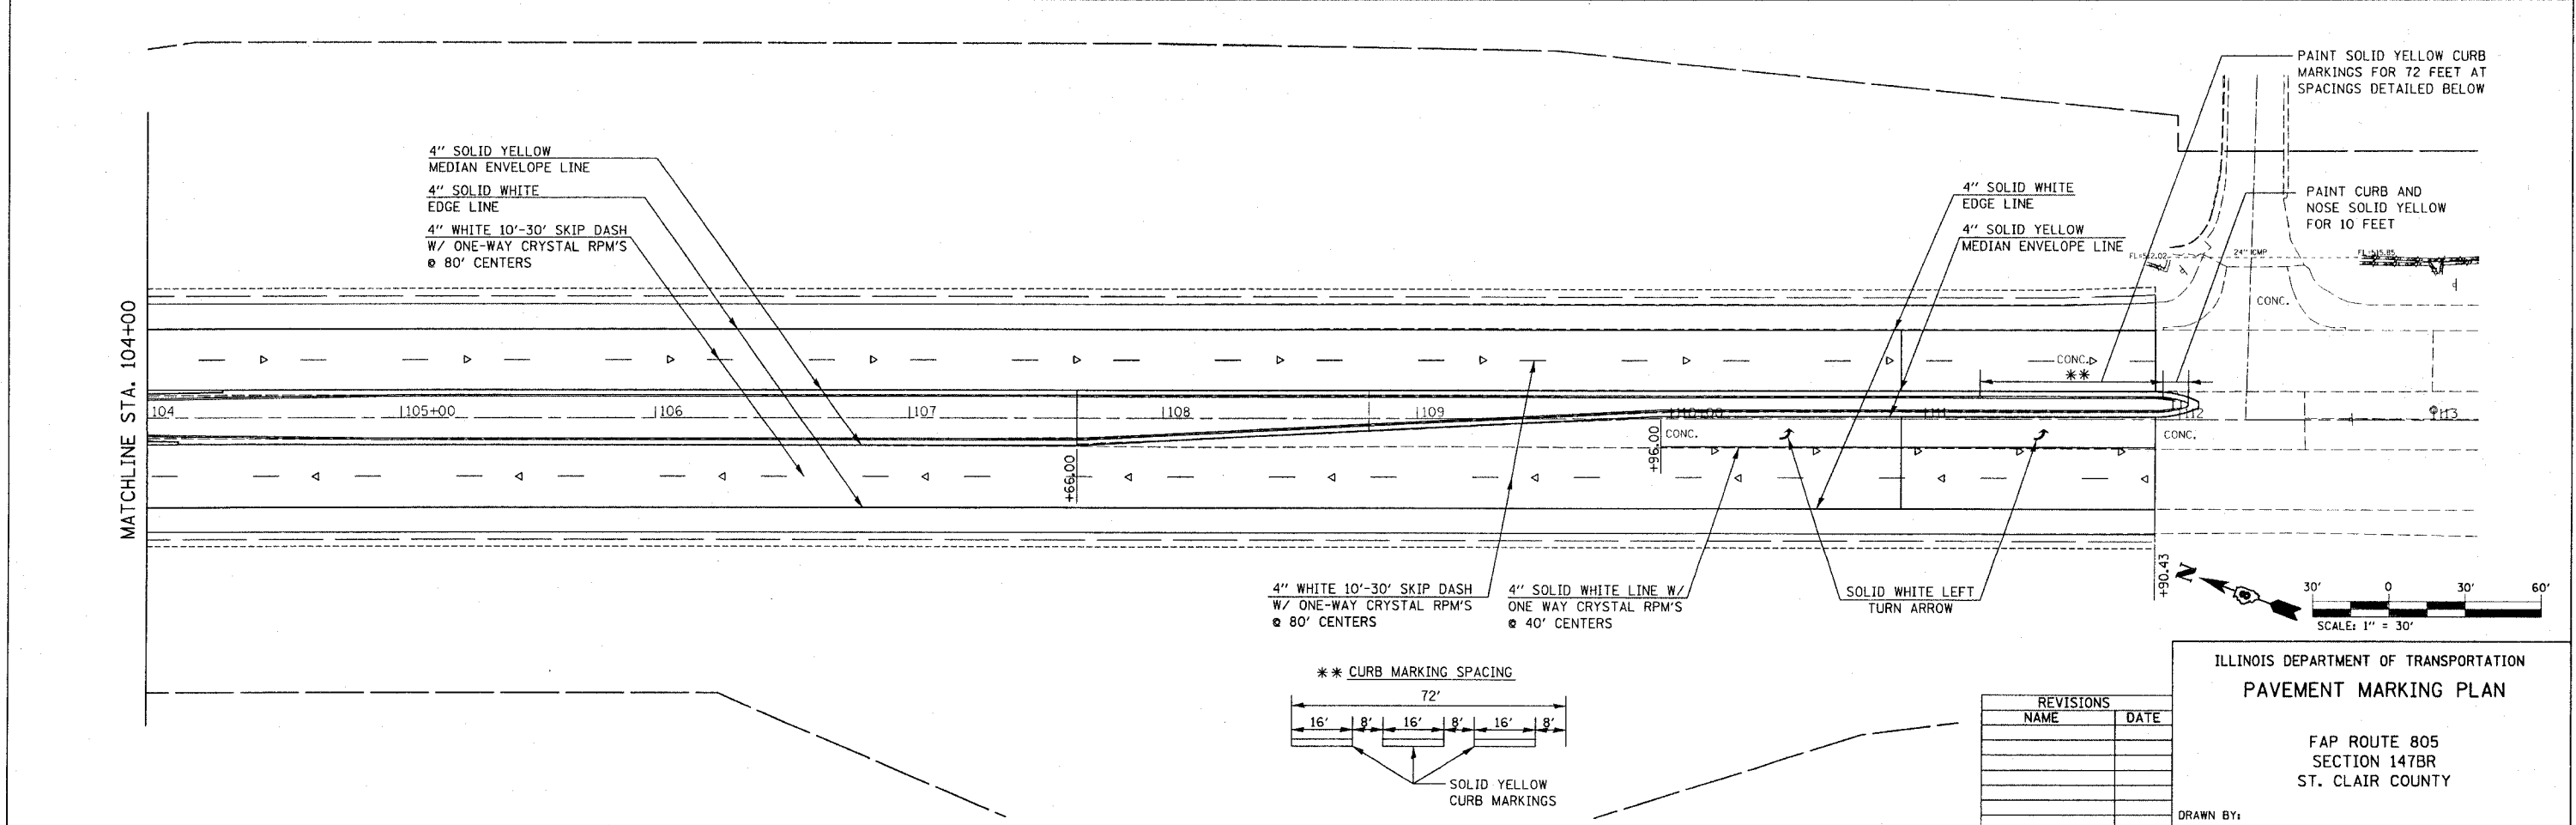 PAINT SOLID YELLOW CURB
MARKINGS FOR 72 FEET AT
SPACINGS DETAILED BELOW
4" SOLID YELLOW
MEDIAN ENVELOPE LINE
4" SOLID WHITE
EDGE LINE
4" WHITE 10'-30' SKIP DASH
W/ ONE-WAY CRYSTAL RPM'S
@ 80' CENTERS
4" SOLID WHITE
EDGE LINE
4" SOLID YELLOW
MEDIAN ENVELOPE LINE
PAINT CURB AND
NOSE SOLID YELLOW
FOR 10 FEET
24"
CONC.
MATCHLINE STA. 104+00
CONC.
**
104
105+00
106
107
108
109
110+00
111
112
113
CONC.
CONC.
+66.00
+96.00
+90.43
4" WHITE 10'-30' SKIP DASH
W/ ONE-WAY CRYSTAL RPM'S
@ 80' CENTERS
4" SOLID WHITE LINE W/
ONE WAY CRYSTAL RPM'S
@ 40' CENTERS
SOLID WHITE LEFT
TURN ARROW
N
30' 0 30' 60'
SCALE: 1" = 30'
** CURB MARKING SPACING
72'
16' 8' 16' 8' 16' 8'
SOLID YELLOW
CURB MARKINGS
REVISIONS
NAME DATE
ILLINOIS DEPARTMENT OF TRANSPORTATION
PAVEMENT MARKING PLAN
FAP ROUTE 805
SECTION 147BR
ST. CLAIR COUNTY
DRAWN BY: